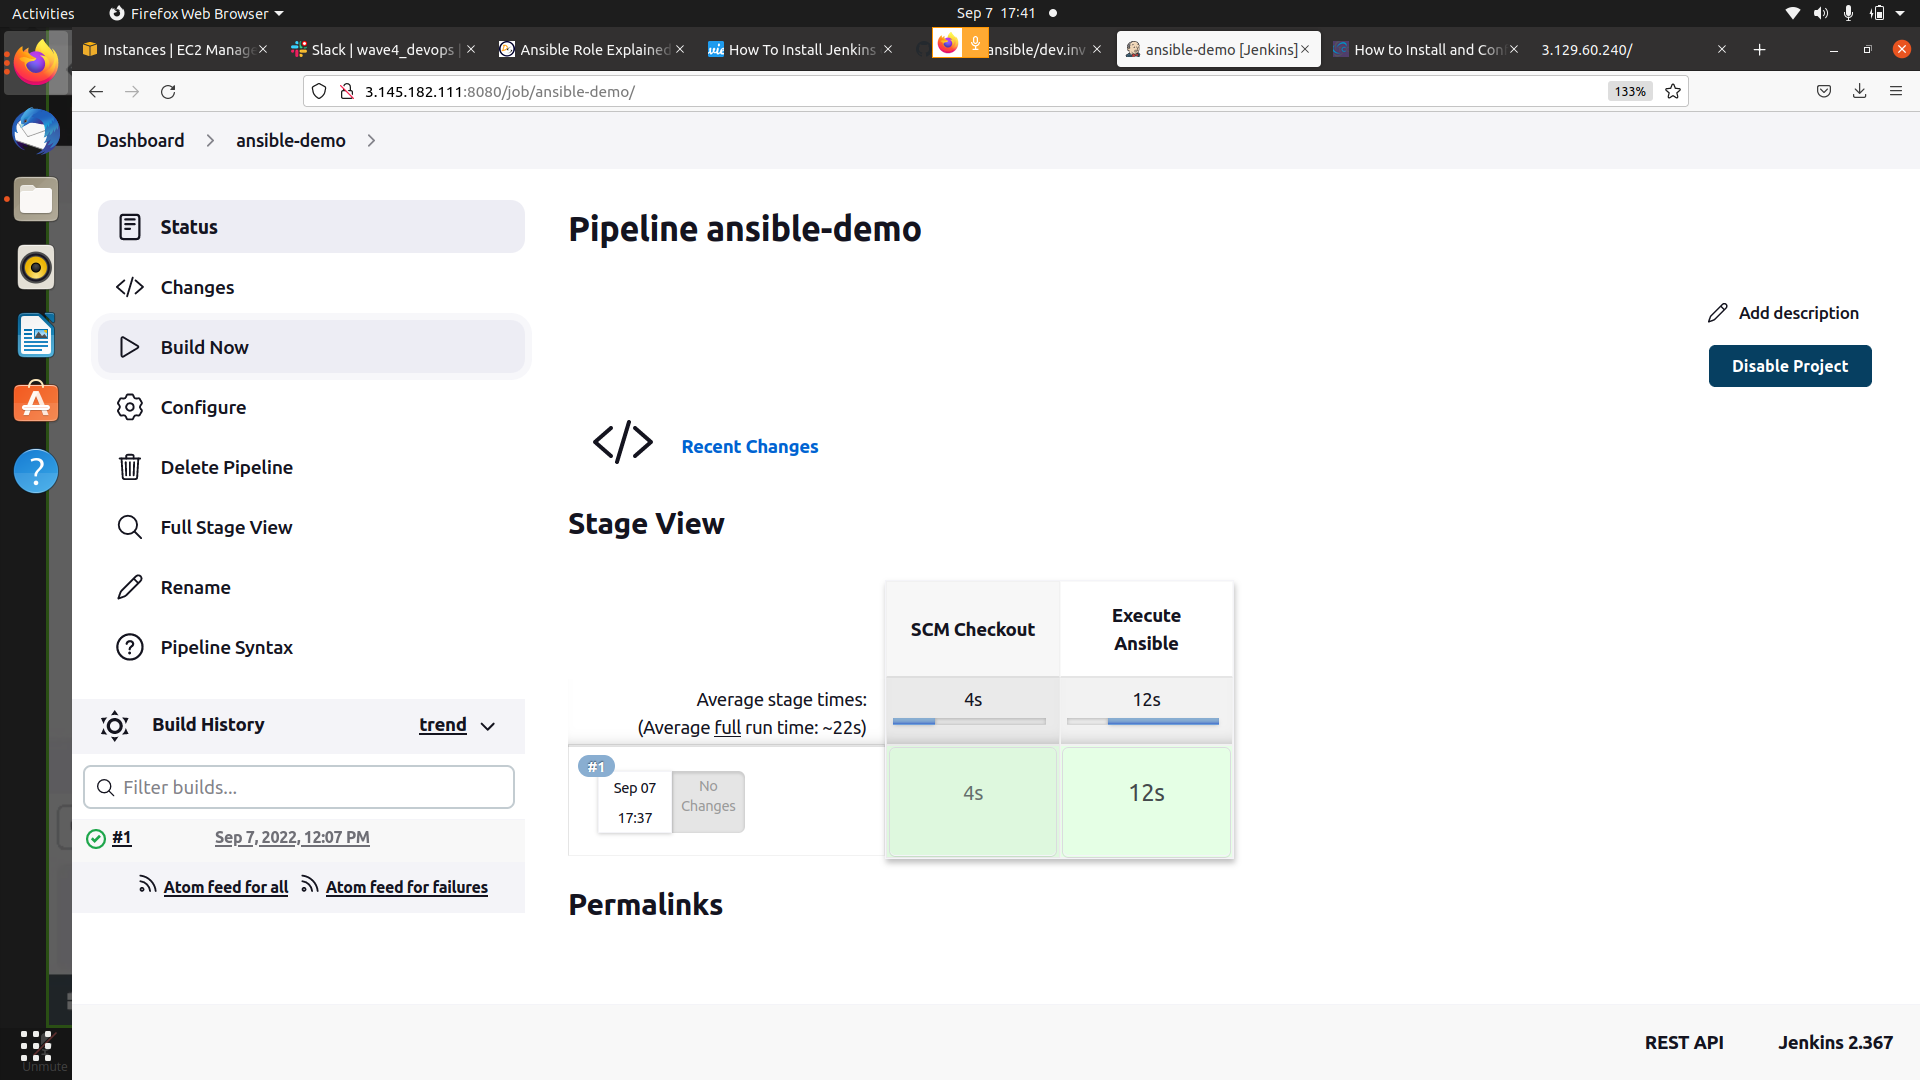 Activities
Firefox Web Browser
Sep 7 17:41
Instances | EC2 Manage
Slack | wave4_devops
Ansible Role Explained
How To Install Jenkins
ansible/dev.inv
ansible-demo [Jenkins]
How to Install and Con
3.129.60.240/
3.145.182.111:8080/job/ansible-demo/
133%
Dashboard
ansible-demo
Status
Changes
Build Now
Configure
Delete Pipeline
Full Stage View
Rename
Pipeline Syntax
Build History
trend
Filter builds...
#1
Sep 7, 2022, 12:07 PM
Atom feed for all
Atom feed for failures
Pipeline ansible-demo
Add description
Disable Project
Recent Changes
Stage View
SCM Checkout
Execute
Ansible
Average stage times:
(Average full run time: ~22s)
4s
12s
#1
Sep 07
17:37
No
Changes
4s
12s
Permalinks
REST API
Jenkins 2.367
Unmute